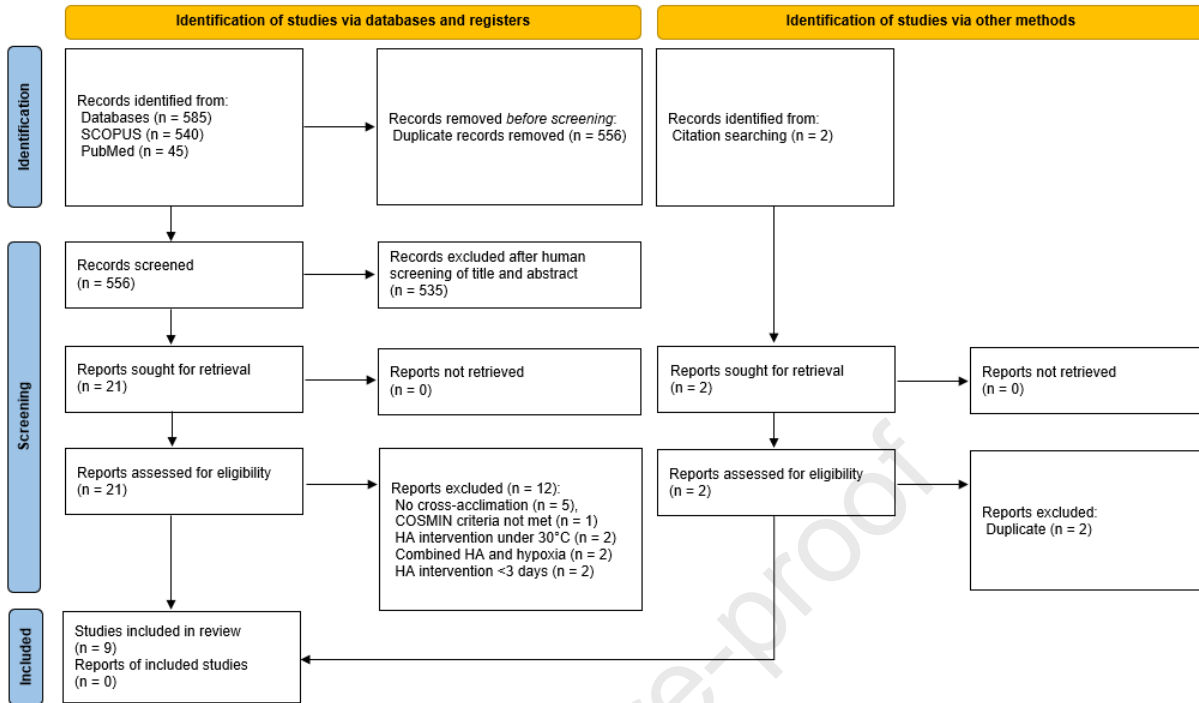 Identification of studies via databases and registers
Identification of studies via other methods
Identification
Records identified from:
Databases (n = 585)
SCOPUS (n = 540)
PubMed (n = 45)
Records removed before screening:
Duplicate records removed (n = 556)
Records identified from:
Citation searching (n = 2)
Screening
Records screened
(n = 556)
Records excluded after human
screening of title and abstract
(n = 535)
Reports sought for retrieval
(n = 21)
Reports not retrieved
(n = 0)
Reports sought for retrieval
(n = 2)
Reports not retrieved
(n = 0)
Reports assessed for eligibility
(n = 21)
Reports excluded (n = 12):
No cross-acclimation (n = 5),
COSMIN criteria not met (n = 1)
HA intervention under 30°C (n = 2)
Combined HA and hypoxia (n = 2)
HA intervention <3 days (n = 2)
Reports assessed for eligibility
(n = 2)
Reports excluded:
Duplicate (n = 2)
Included
Studies included in review
(n = 9)
Reports of included studies
(n = 0)
re-proof